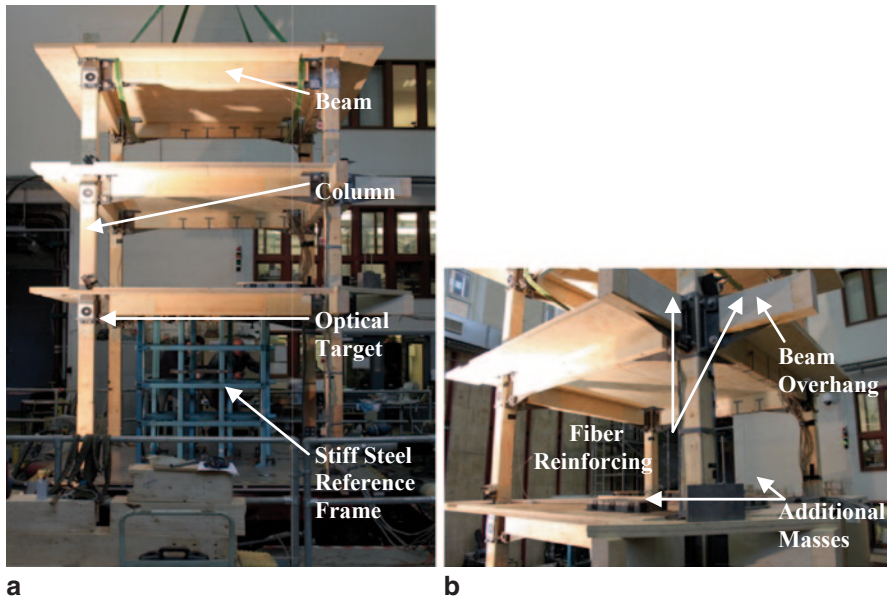 Beam
Column
Optical
Target
Stiff Steel
Reference
Frame
a
Beam
Overhang
Fiber
Reinforcing
Additional
Masses
b